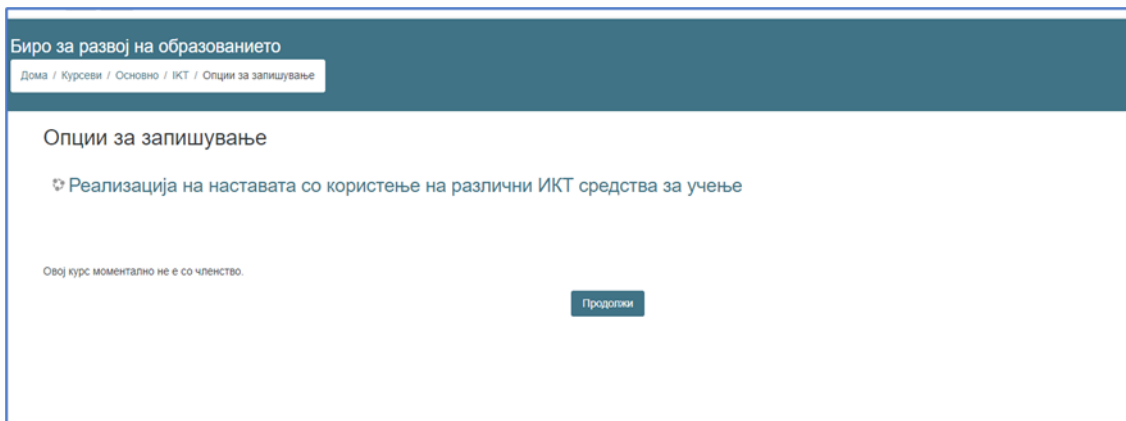 Биро за развој на образованието
Дома / Курсеви / Основно / ІКТ / Опции за запишување
Опции за запишување
Реализација на наставата со користење на различни ИКТ средства за учење
Овој курс моментално не е со членство.
Продолжи